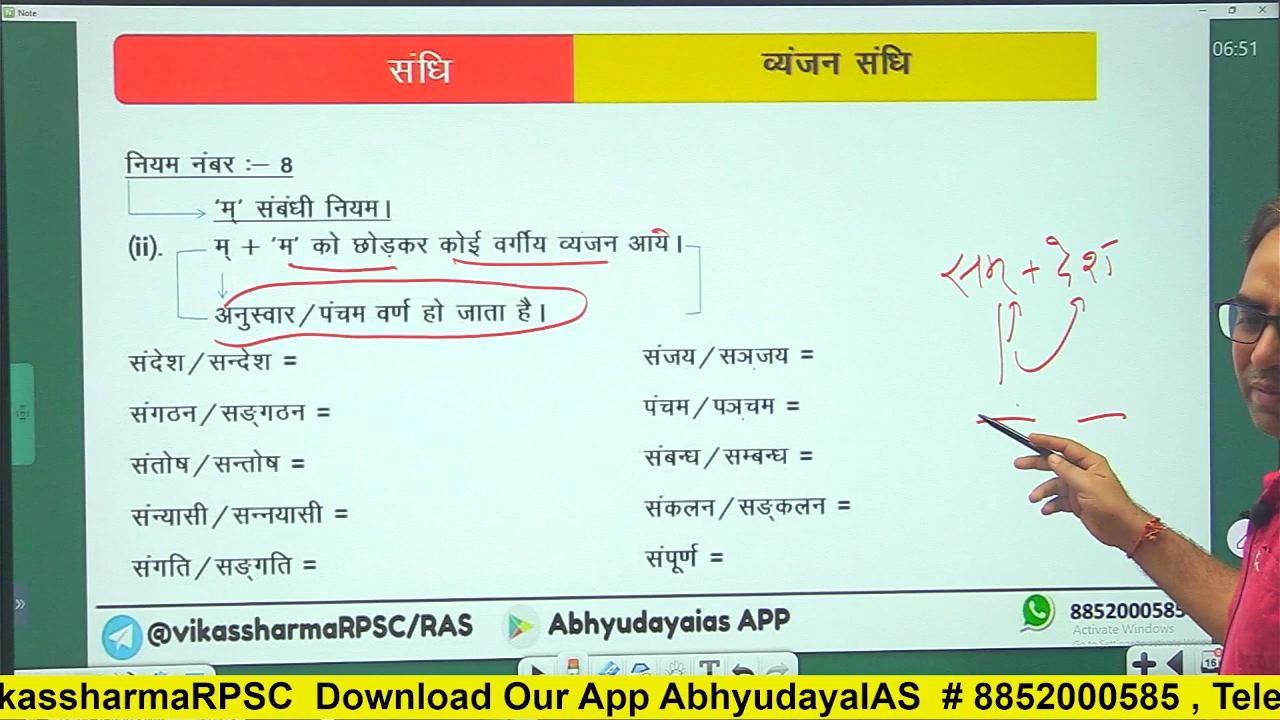 Note
06:51
संधि
व्यंजन संधि
नियम नंबर :– 8
'म्' संबंधी नियम।
(ii). म् + 'म' को छोड़कर कोई वर्गीय व्यंजन आये।
अनुस्वार/पंचम वर्ण हो जाता है।
सम् + देश
संदेश/सन्देश =
संजय/सञ्जय =
संगठन/सङ्गठन =
पंचम/पञ्चम =
संतोष/सन्तोष =
संबन्ध/सम्बन्ध =
संन्यासी/सन्नयासी =
संकलन/सङ्कलन =
संगति/सङ्गति =
संपूर्ण =
@vikassharmaRPSC/RAS
Abhyudayaias APP
8852000585
Activate Windows
16
kassharmaRPSC Download Our App AbhyudayaIAS # 8852000585 , Tele